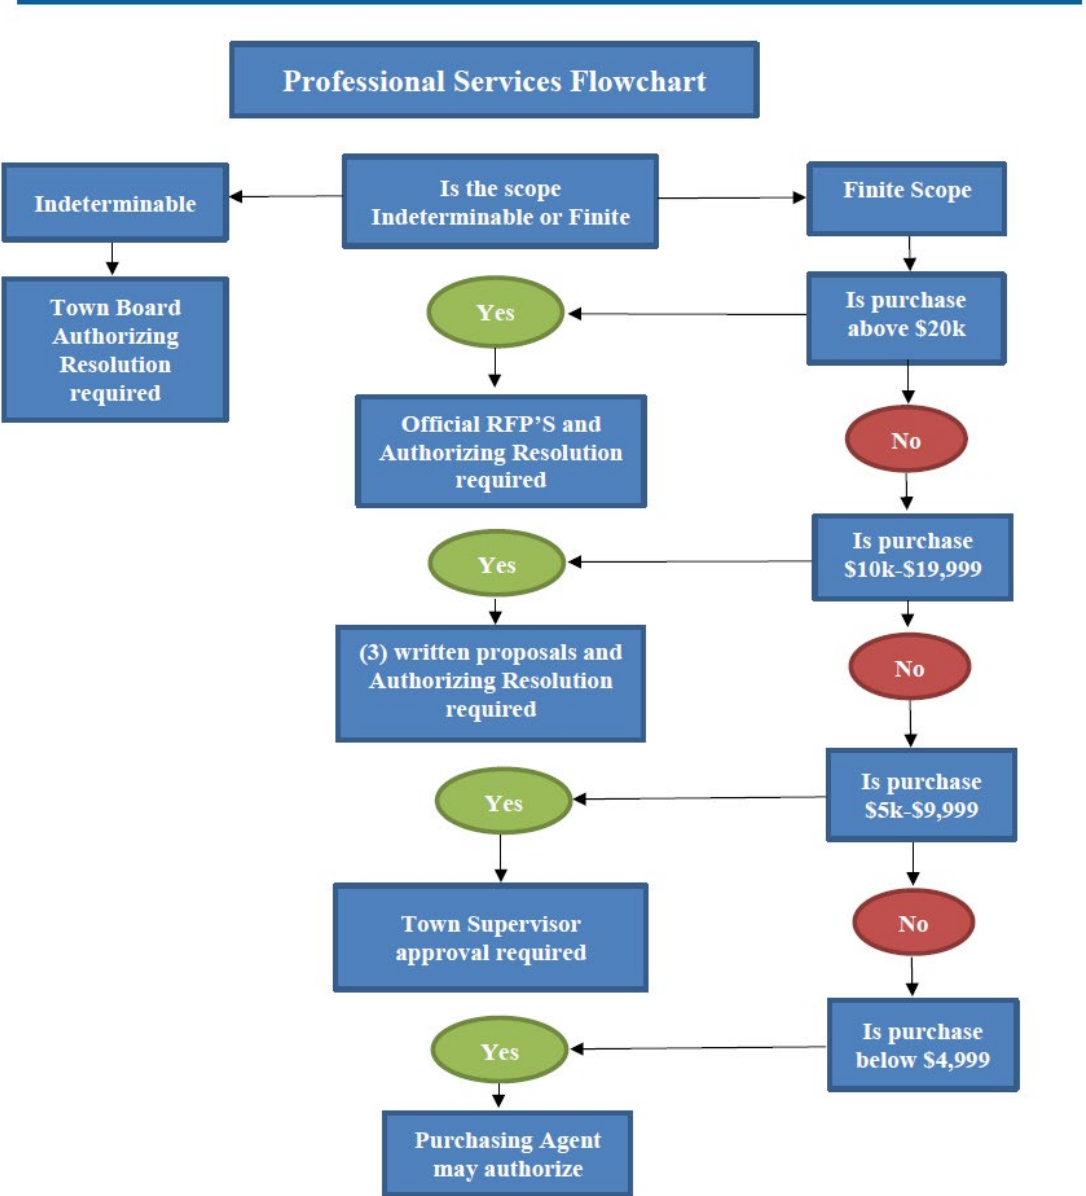 Professional Services Flowchart
Indeterminable
Is the scope
Indeterminable or Finite
Finite Scope
Town Board
Authorizing
Resolution
required
Yes
Is purchase
above $20k
Official RFP’S and
Authorizing Resolution
required
No
Yes
Is purchase
$10k-$19,999
(3) written proposals and
Authorizing Resolution
required
No
Yes
Is purchase
$5k-$9,999
Town Supervisor
approval required
No
Yes
Is purchase
below $4,999
Purchasing Agent
may authorize